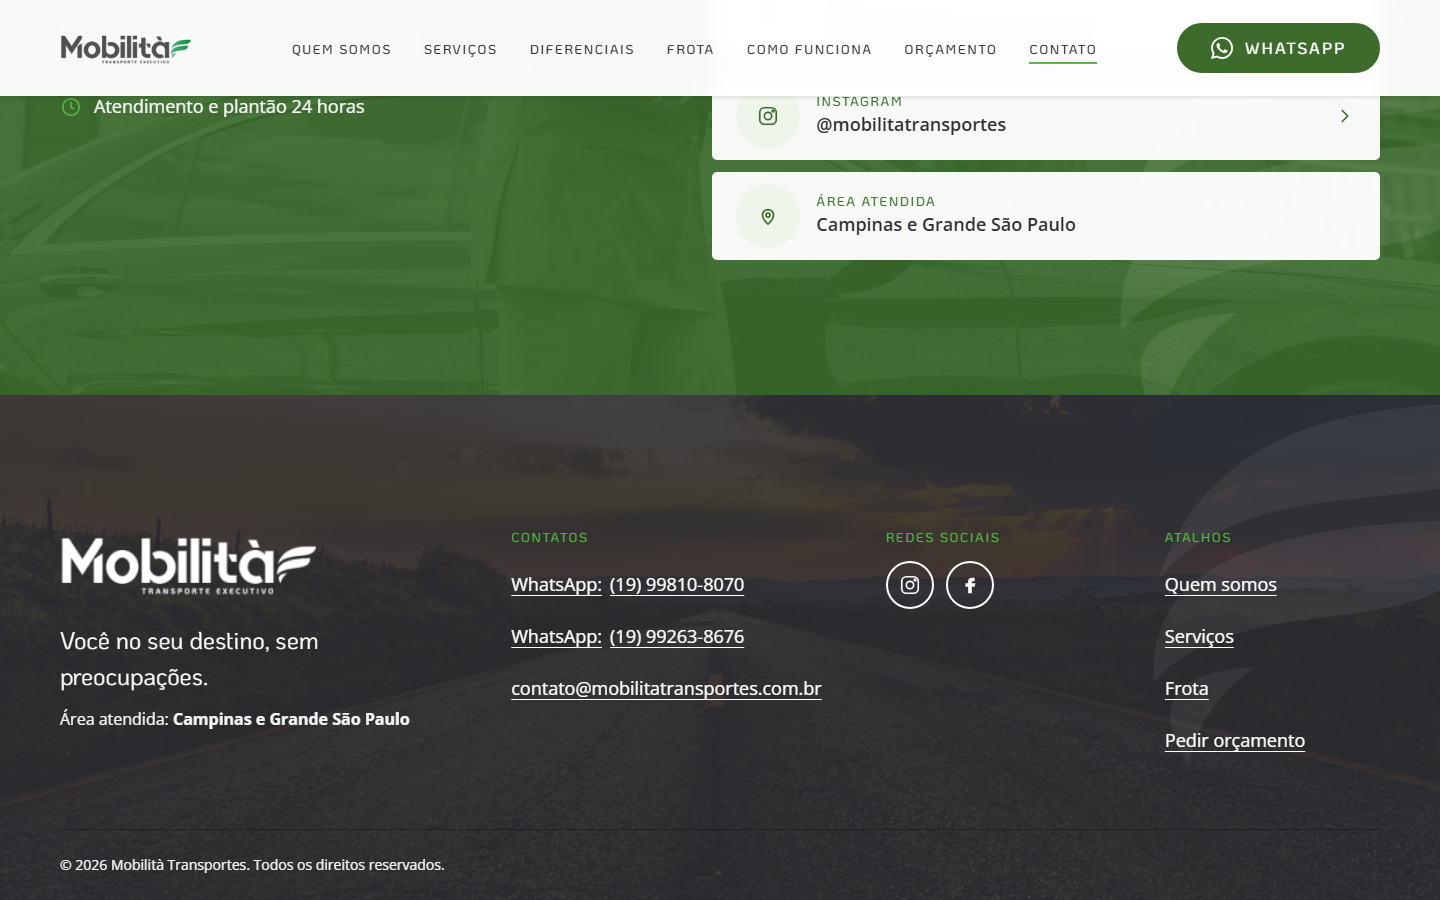 Mobilità
TRANSPORTE EXECUTIVO
QUEM SOMOS
SERVIÇOS
DIFERENCIAIS
FROTA
COMO FUNCIONA
ORÇAMENTO
CONTATO
WHATSAPP
Atendimento e plantão 24 horas
INSTAGRAM
@mobilitatransportes
ÁREA ATENDIDA
Campinas e Grande São Paulo
Mobilità
TRANSPORTE EXECUTIVO
Você no seu destino, sem
preocupações.
Área atendida: Campinas e Grande São Paulo
CONTATOS
WhatsApp: (19) 99810-8070
WhatsApp: (19) 99263-8676
contato@mobilitatransportes.com.br
REDES SOCIAIS
ATALHOS
Quem somos
Serviços
Frota
Pedir orçamento
© 2026 Mobilità Transportes. Todos os direitos reservados.